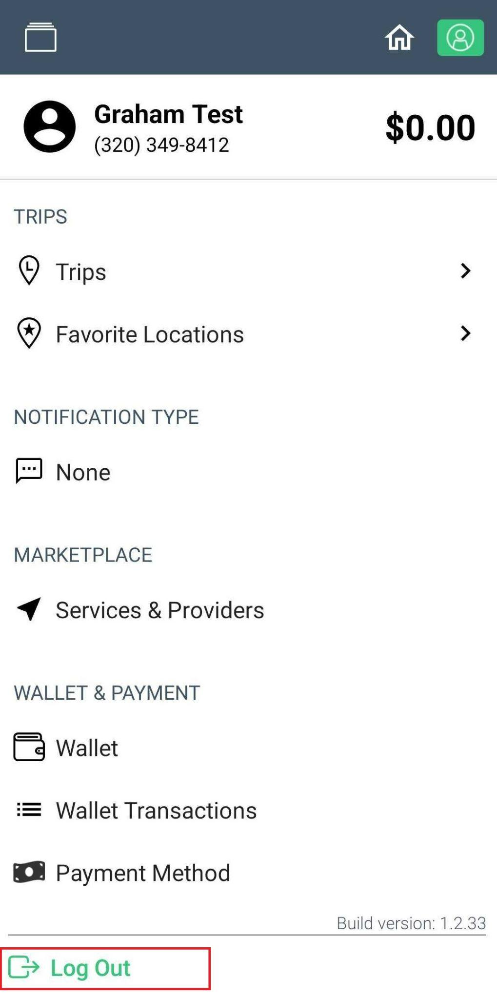 Graham Test
(320) 349-8412
$0.00
TRIPS
Trips
Favorite Locations
NOTIFICATION TYPE
None
MARKETPLACE
Services & Providers
WALLET & PAYMENT
Wallet
Wallet Transactions
Payment Method
Build version: 1.2.33
Log Out